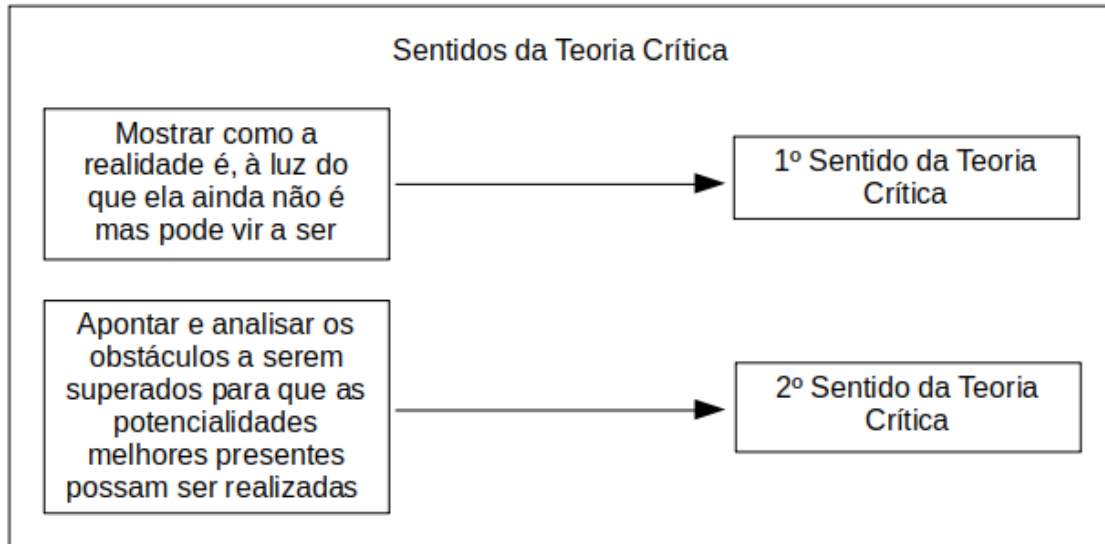 Sentidos da Teoria Crítica
Mostrar como a
realidade é, à luz do
que ela ainda não é
mas pode vir a ser
1º Sentido da Teoria
Crítica
Apontar e analisar os
obstáculos a serem
superados para que as
potencialidades
melhores presentes
possam ser realizadas
2º Sentido da Teoria
Crítica